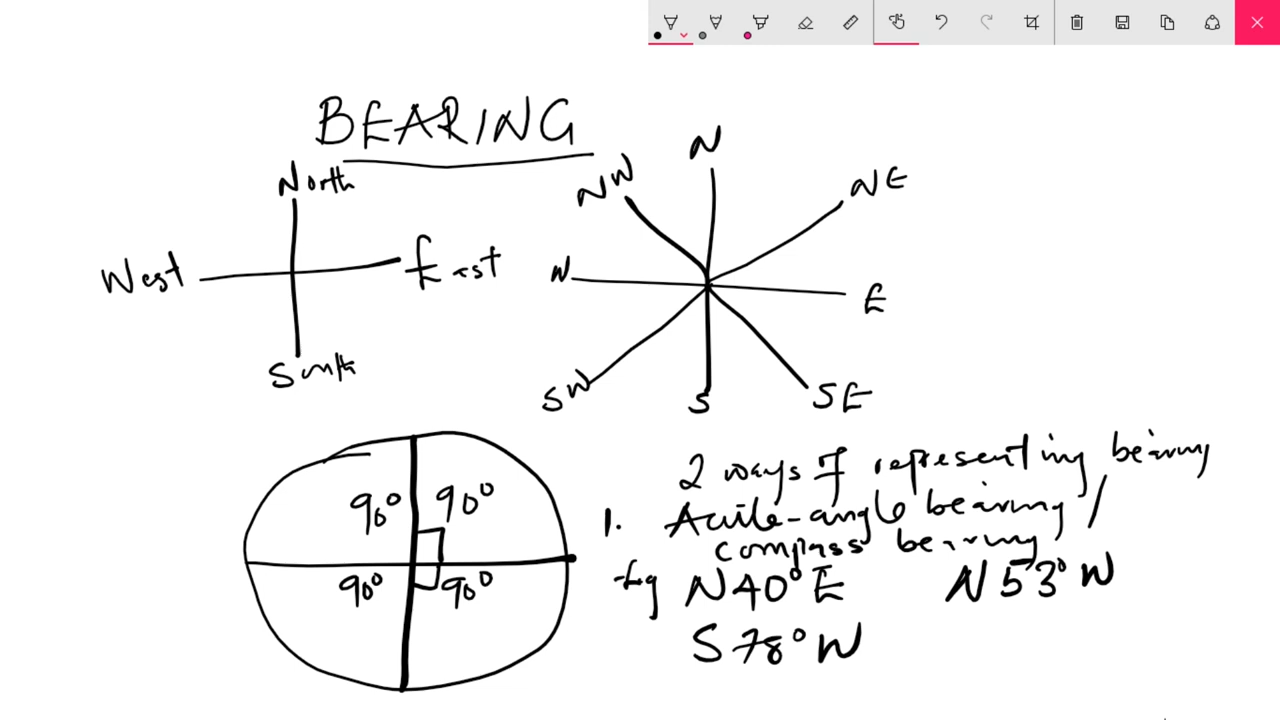 BEARING
North
West
East
South
N
NW
NE
W
E
SW
S
SE
90° 90°
90° 90°
2 ways of representing bearing
1. Acute-angle bearing /
compass bearing
Eg N40°E N53°W
S78°W